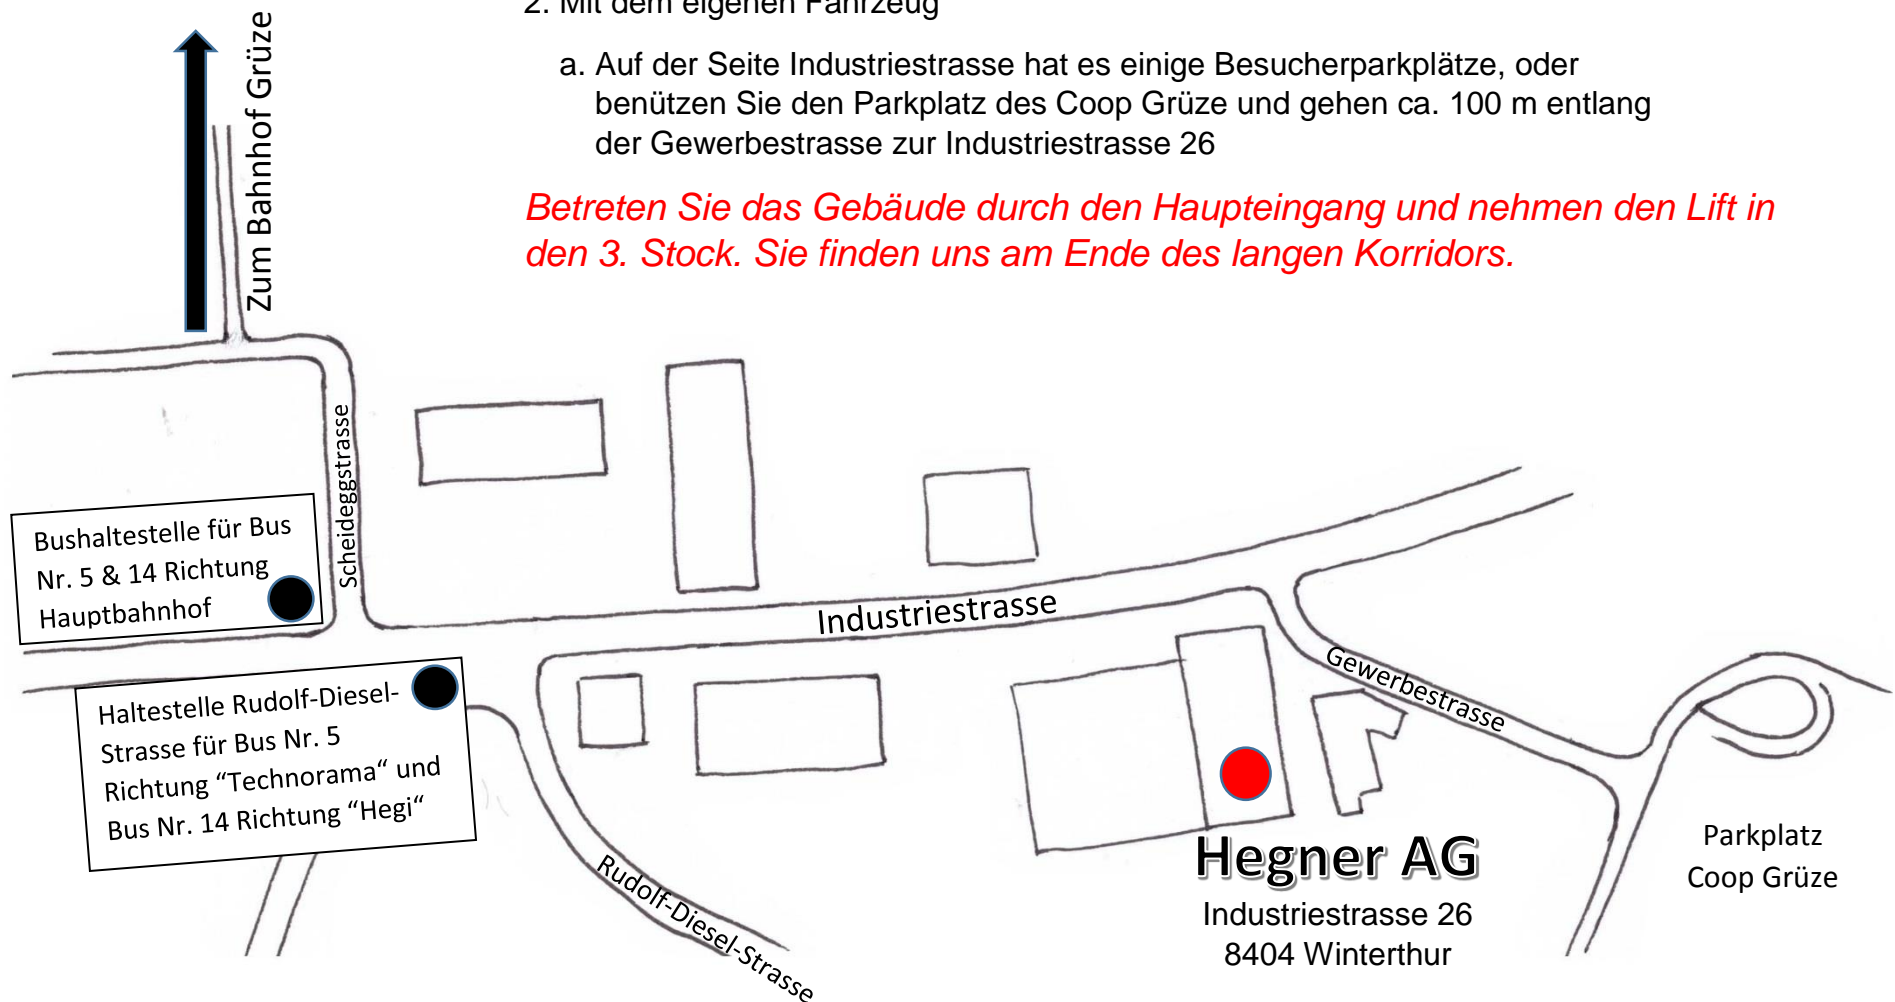 2. Mit dem eigenen Fahrzeug
a. Auf der Seite Industriestrasse hat es einige Besucherparkplätze, oder
benützen Sie den Parkplatz des Coop Grüze und gehen ca. 100 m entlang
der Gewerbestrasse zur Industriestrasse 26
Betreten Sie das Gebäude durch den Haupteingang und nehmen den Lift in
den 3. Stock. Sie finden uns am Ende des langen Korridors.
Zum Bahnhof Grüze
Scheideggstrasse
Bushaltestelle für Bus
Nr. 5 & 14 Richtung
Hauptbahnhof
Industriestrasse
Haltestelle Rudolf-Diesel-
Strasse für Bus Nr. 5
Richtung “Technorama“ und
Bus Nr. 14 Richtung “Hegi“
Gewerbestrasse
Rudolf-Diesel-Strasse
Hegner AG
Industriestrasse 26
8404 Winterthur
Parkplatz
Coop Grüze